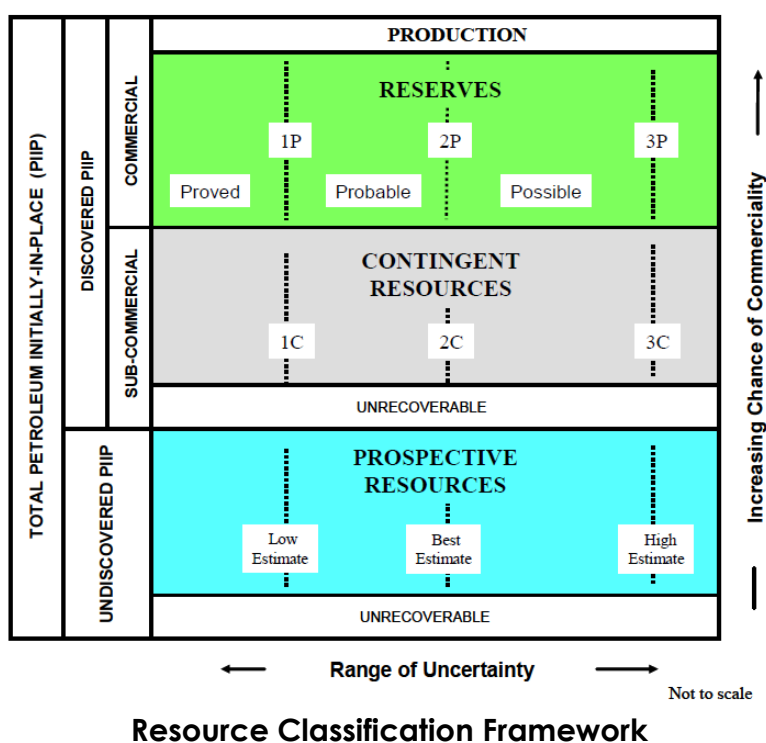 PRODUCTION
TOTAL PETROLEUM INITIALLY-IN-PLACE (PIIP)
DISCOVERED PIIP
COMMERCIAL
RESERVES
1P
2P
3P
Proved
Probable
Possible
SUB-COMMERCIAL
CONTINGENT
RESOURCES
1C
2C
3C
UNRECOVERABLE
UNDISCOVERED PIIP
PROSPECTIVE
RESOURCES
Low
Estimate
Best
Estimate
High
Estimate
UNRECOVERABLE
Increasing Chance of Commerciality
Range of Uncertainty
Not to scale
Resource Classification Framework